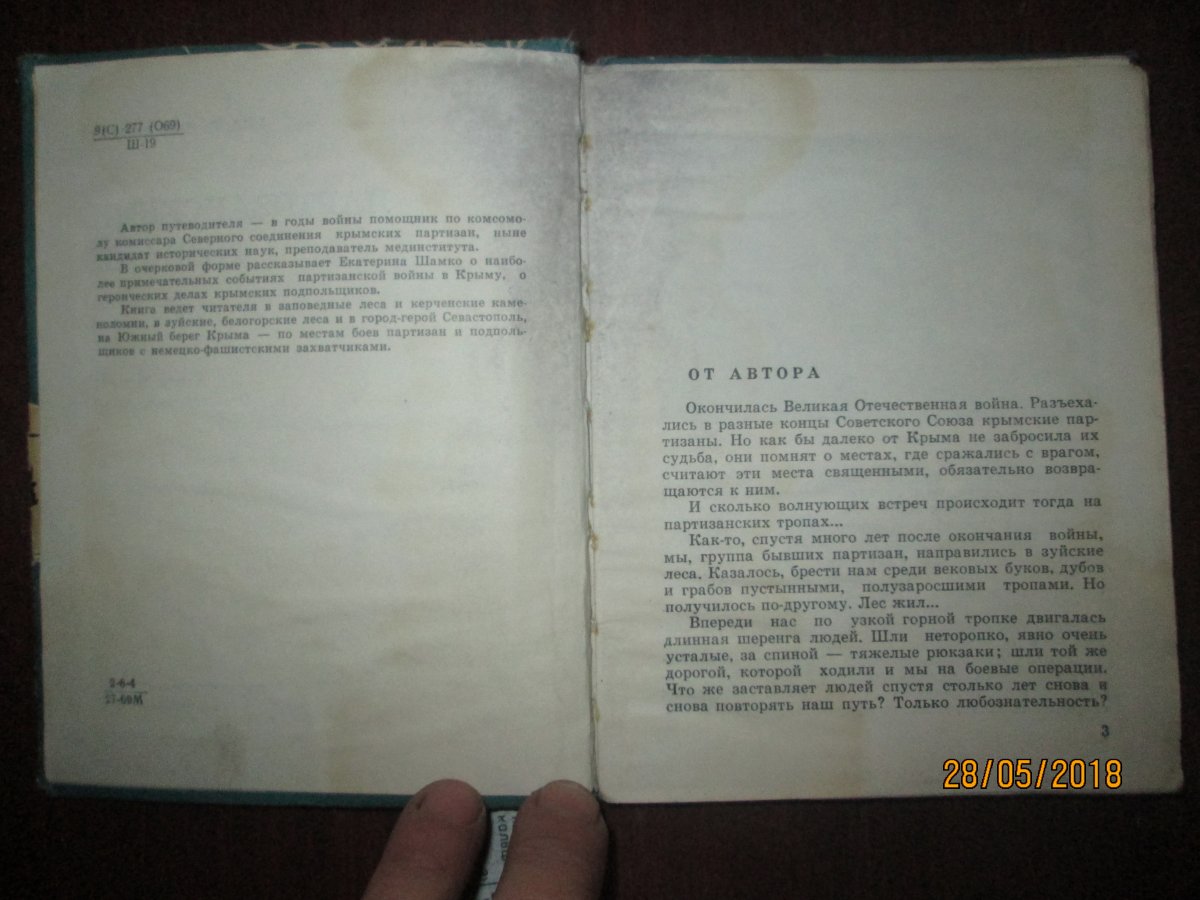 9(С) 277 (069)
Ш-19
Автор путеводителя — в годы войны помощник по комсомо-
лу комиссара Северного соединения крымских партизан, ныне
кандидат исторических наук, преподаватель мединститута.
В очерковой форме рассказывает Екатерина Шамко о наибо-
лее примечательных событиях партизанской войны в Крыму, о
героических делах крымских подпольщиков.
Книга ведет читателя в заповедные леса и керченские каме-
ноломни, в зуйские, белогорские леса и в город-герой Севастополь,
на Южный берег Крыма — по местам боев партизан и подполь-
щиков с немецко-фашистскими захватчиками.
2-6-4
27-69М
ОТ АВТОРА
Окончилась Великая Отечественная война. Разъеха-
лись в разные концы Советского Союза крымские пар-
тизаны. Но как бы далеко от Крыма не забросила их
судьба, они помнят о местах, где сражались с врагом,
считают эти места священными, обязательно возвра-
щаются к ним.
И сколько волнующих встреч происходит тогда на
партизанских тропах...
Как-то, спустя много лет после окончания войны,
мы, группа бывших партизан, направились в зуйские
леса. Казалось, брести нам среди вековых буков, дубов
и грабов пустынными, полузаросшими тропами. Но
получилось по-другому. Лес жил...
Впереди нас по узкой горной тропке двигалась
длинная шеренга людей. Шли неторопко, явно очень
усталые, за спиной — тяжелые рюкзаки; шли той же
дорогой, которой ходили и мы на боевые операции.
Что же заставляет людей спустя столько лет снова и
снова повторять наш путь? Только любознательность?
3
28/05/2018